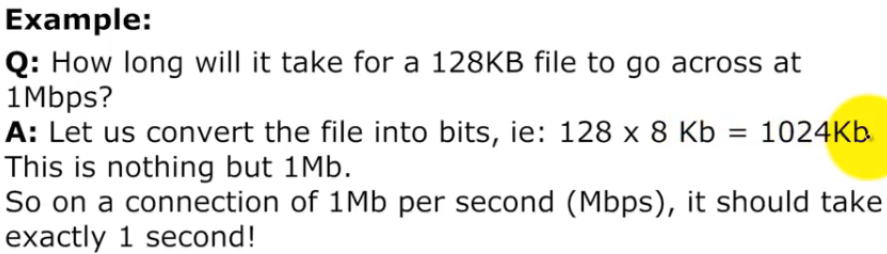 Example:
Q: How long will it take for a 128KB file to go across at
1Mbps?
A: Let us convert the file into bits, ie: 128 x 8 Kb = 1024Kb.
This is nothing but 1Mb.
So on a connection of 1Mb per second (Mbps), it should take
exactly 1 second!